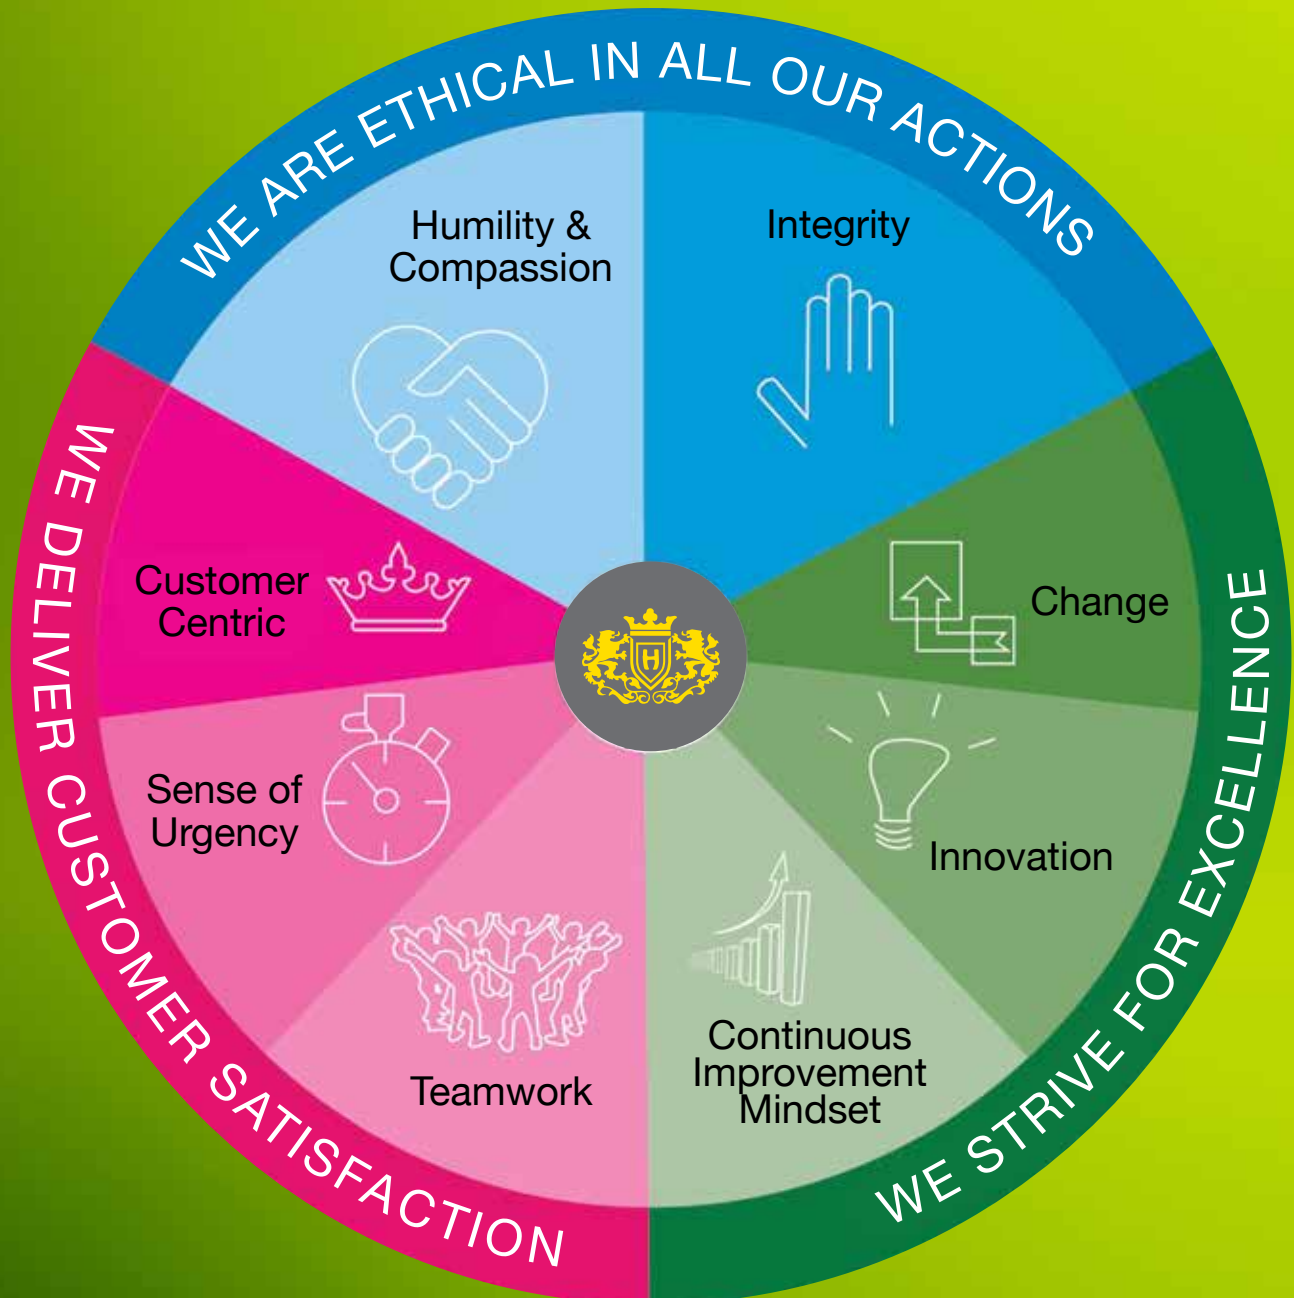 WE ARE ETHICAL IN ALL OUR ACTIONS
Humility &
Compassion
Integrity
Change
Innovation
Continuous
Improvement
Mindset
WE STRIVE FOR EXCELLENCE
Teamwork
Sense of
Urgency
Customer
Centric
WE DELIVER CUSTOMER SATISFACTION
H